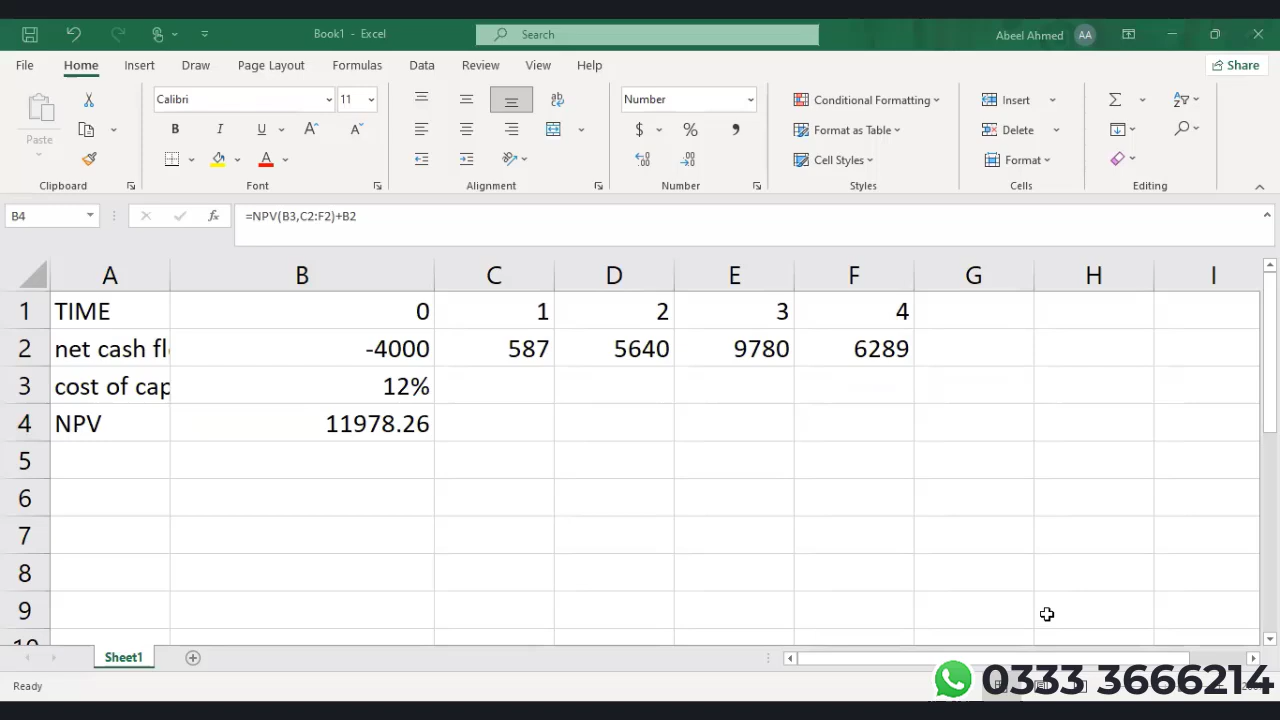 Book1 - Excel
Search
Abeel Ahmed
AA
File
Home
Insert
Draw
Page Layout
Formulas
Data
Review
View
Help
Share
Paste
Clipboard
Calibri
11
B I U
Font
Alignment
Number
$ % ,
Number
Conditional Formatting
Format as Table
Cell Styles
Styles
Insert
Delete
Format
Cells
Editing
B4
fx
=NPV(B3,C2:F2)+B2
A B C D E F G H I
1 TIME 0 1 2 3 4
2 net cash fl -4000 587 5640 9780 6289
3 cost of cap 12%
4 NPV 11978.26
5
6
7
8
9
10
Sheet1
Ready
0333 3666214